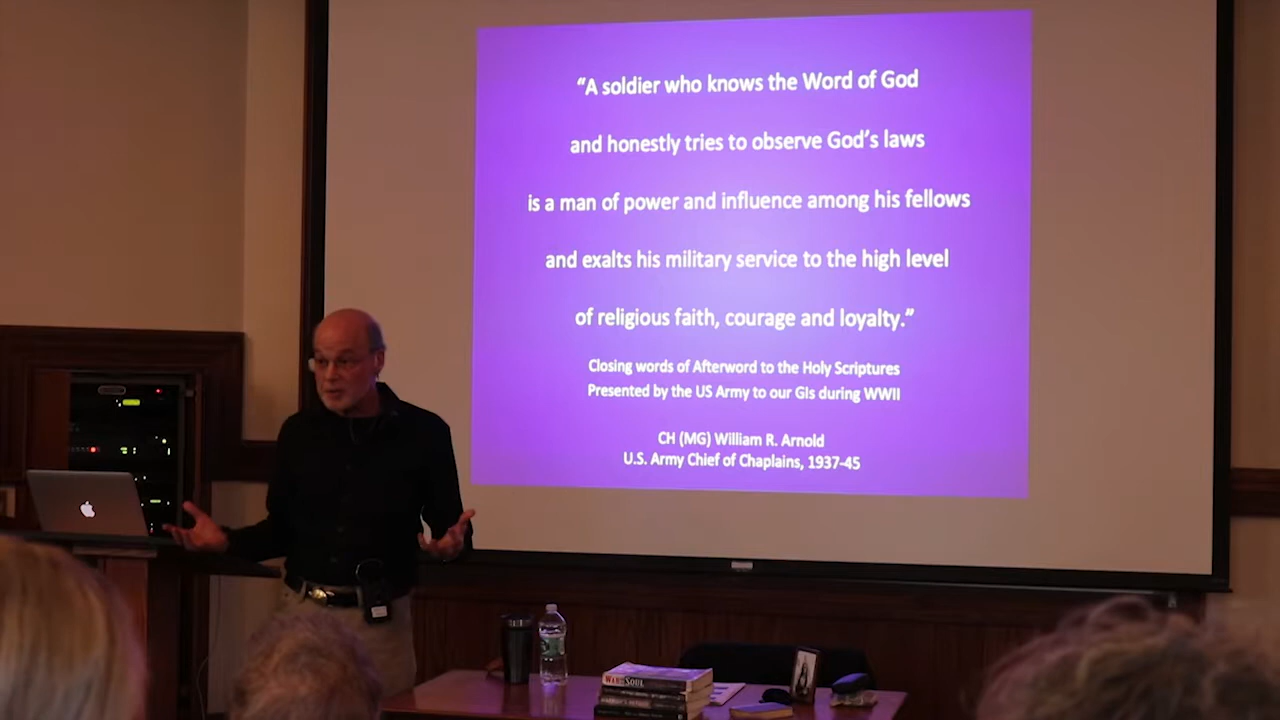 “A soldier who knows the Word of God
and honestly tries to observe God’s laws
is a man of power and influence among his fellows
and exalts his military service to the high level
of religious faith, courage and loyalty.”
Closing words of Afterword to the Holy Scriptures
Presented by the US Army to our GIs during WWII
CH (MG) William R. Arnold
U.S. Army Chief of Chaplains, 1937-45
SOUL